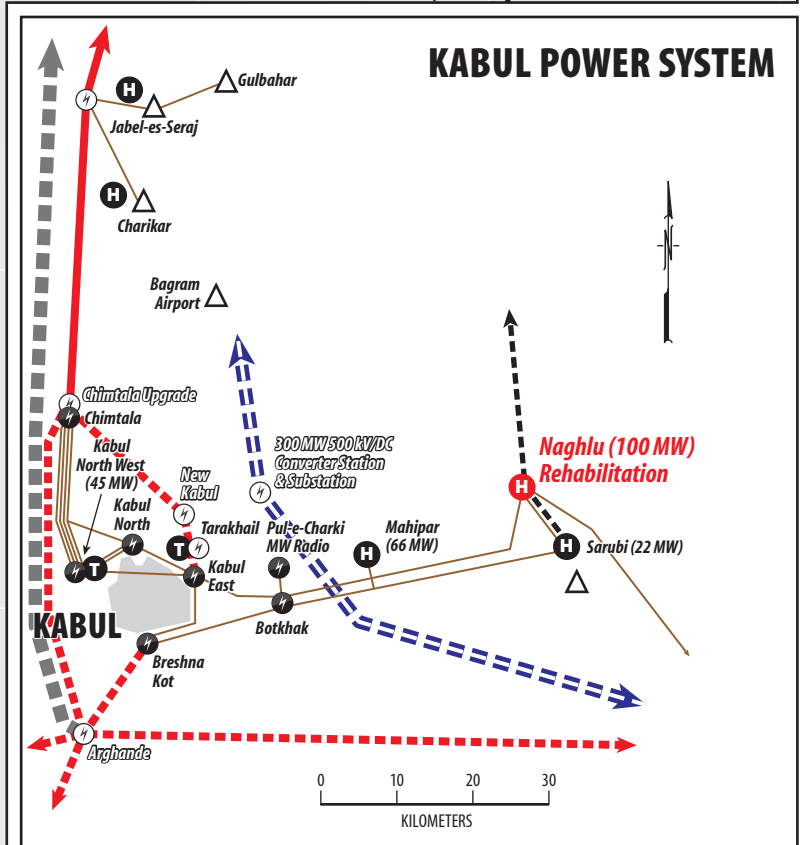 KABUL POWER SYSTEM
Gulbahar
H
Jabel-es-Seraj
H
Charikar
N
Bagram
Airport
Chimtala Upgrade
Chimtala
Kabul
North West
(45 MW)
300 MW 500 kV/DC
Converter Station
& Substation
Naghlu (100 MW)
Rehabilitation
H
New
Kabul
Kabul
North
Tarakhail
T
Pul-e-Charki
MW Radio
Mahipar
(66 MW)
H
H
Sarubi (22 MW)
T
Kabul
East
Botkhak
KABUL
Breshna
Kot
Arghande
0 10 20 30
KILOMETERS